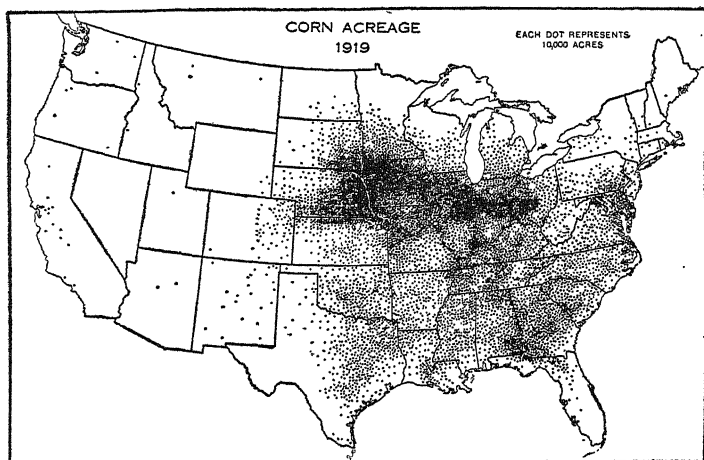 CORN ACREAGE
1919
EACH DOT REPRESENTS
10,000 ACRES